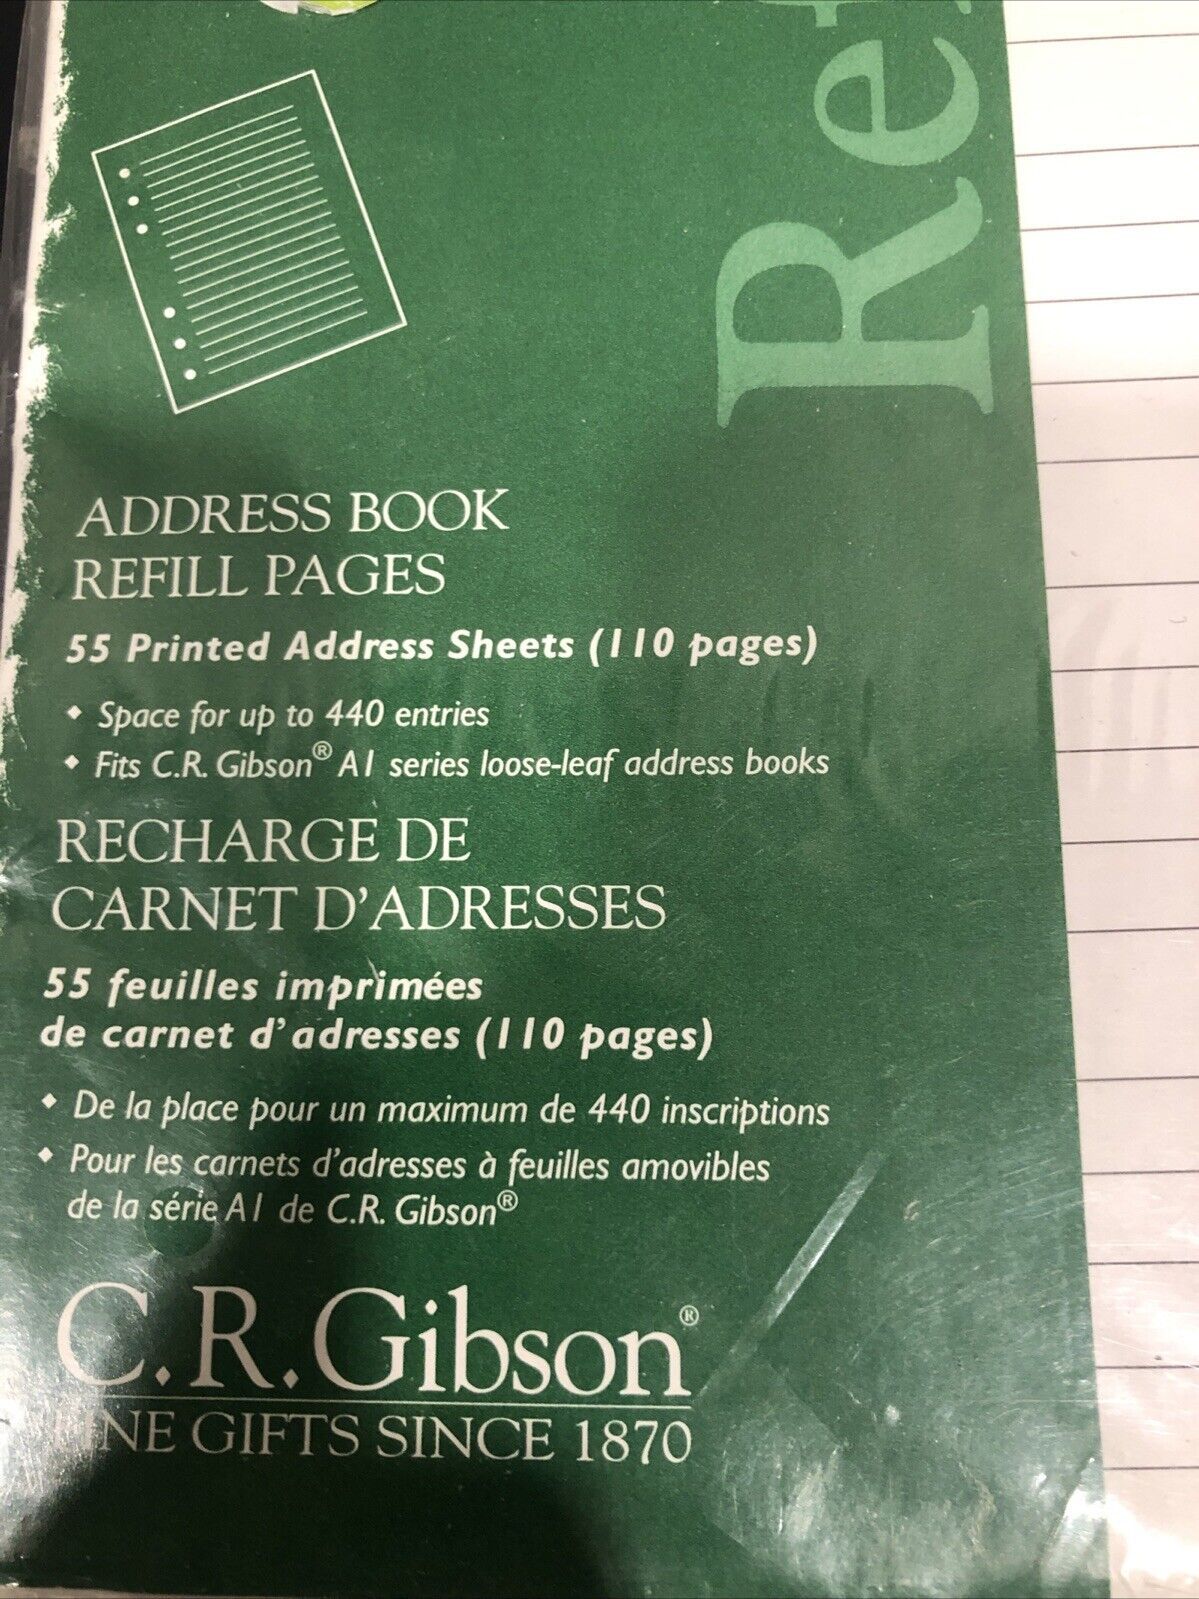 ADDRESS BOOK
REFILL PAGES
55 Printed Address Sheets (110 pages)
◆ Space for up to 440 entries
◆ Fits C.R. Gibson® A1 series loose-leaf address books
RECHARGE DE
CARNET D'ADRESSES
55 feuilles imprimées
de carnet d'adresses (110 pages)
◆ De la place pour un maximum de 440 inscriptions
◆ Pour les carnets d'adresses à feuilles amovibles
de la série A1 de C.R. Gibson®
C.R. Gibson®
NE GIFTS SINCE 1870